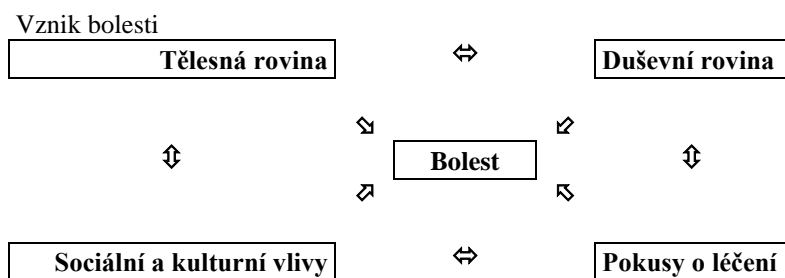 Vznik bolesti
Tělesná rovina
Duševní rovina
Bolest
Sociální a kulturní vlivy
Pokusy o léčení